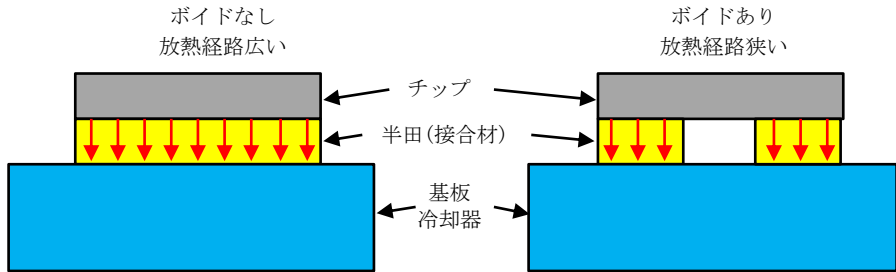 ボイドなし
放熱経路広い
ボイドあり
放熱経路狭い
チップ
半田(接合材)
基板
冷却器